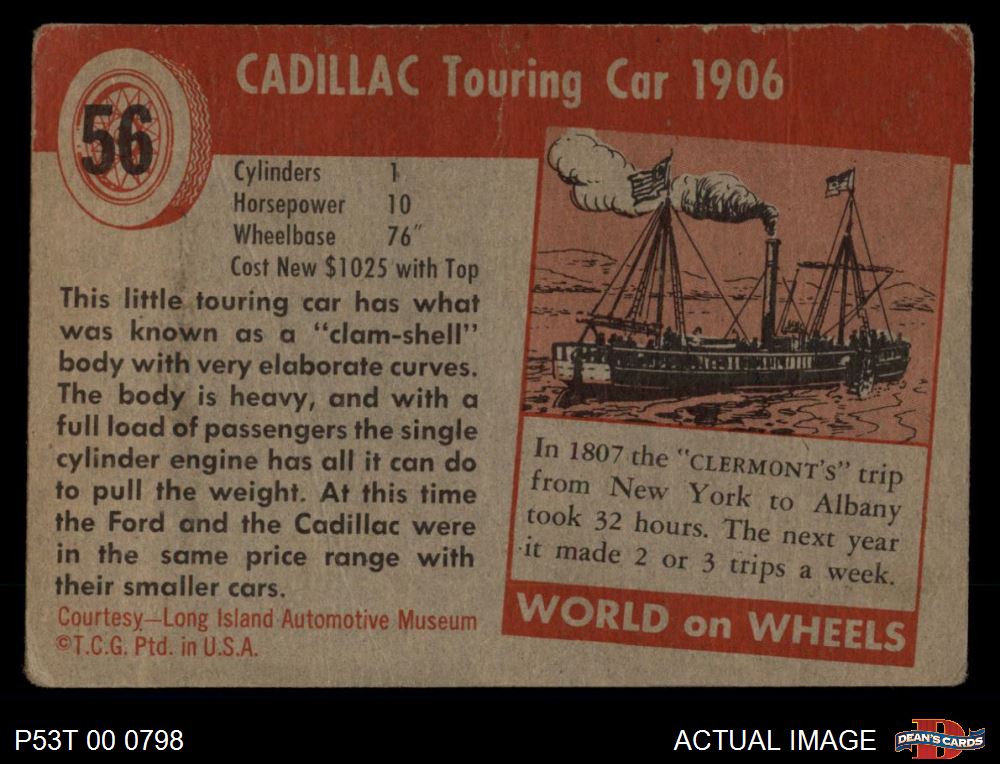 56
CADILLAC Touring Car 1906
Cylinders 1
Horsepower 10
Wheelbase 76"
Cost New $1025 with Top
This little touring car has what
was known as a "clam-shell"
body with very elaborate curves.
The body is heavy, and with a
full load of passengers the single
cylinder engine has all it can do
to pull the weight. At this time
the Ford and the Cadillac were
in the same price range with
their smaller cars.
Courtesy—Long Island Automotive Museum
©T.C.G. Ptd. in U.S.A.
In 1807 the "CLERMONT'S" trip
from New York to Albany
took 32 hours. The next year
it made 2 or 3 trips a week.
WORLD on WHEELS
P53T 00 0798
ACTUAL IMAGE
D
DEAN'S CARDS